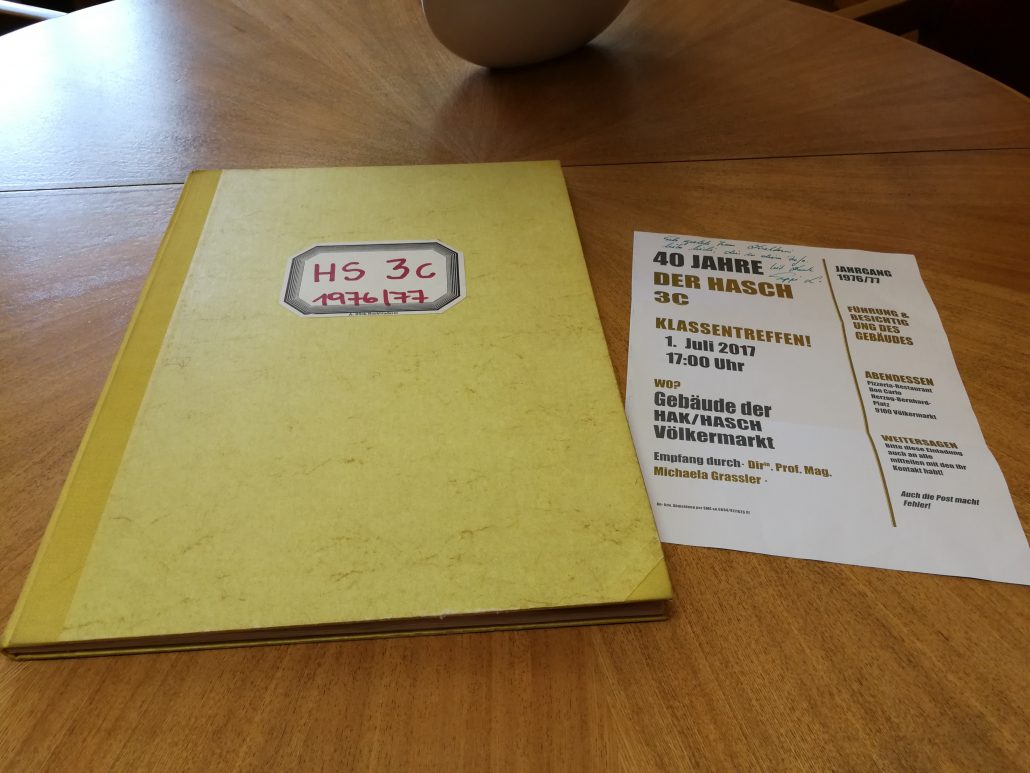 HS 3c
1976/77
40 JAHRE
DER HASCH
3C
KLASSENTREFFEN!
1. Juli 2017
17:00 Uhr
WO?
Gebäude der
HAK/HASCH
Völkermarkt
Empfang durch: Dir.in. Prof. Mag.
Michaela Grassler
JAHRGANG
1976/77
FÜHRUNG &
BESICHTIG
UNG DES
GEBÄUDES
ABENDESSEN
Pizzeria-Restaurant
Don Carlo
Herzog-Bernhard-
Platz
9100 Völkermarkt
WEITERSAGEN
Bitte diese Einladung
auch an alle
mitteilen mit den Ihr
Kontakt habt!
Auch die Post macht
Fehler!